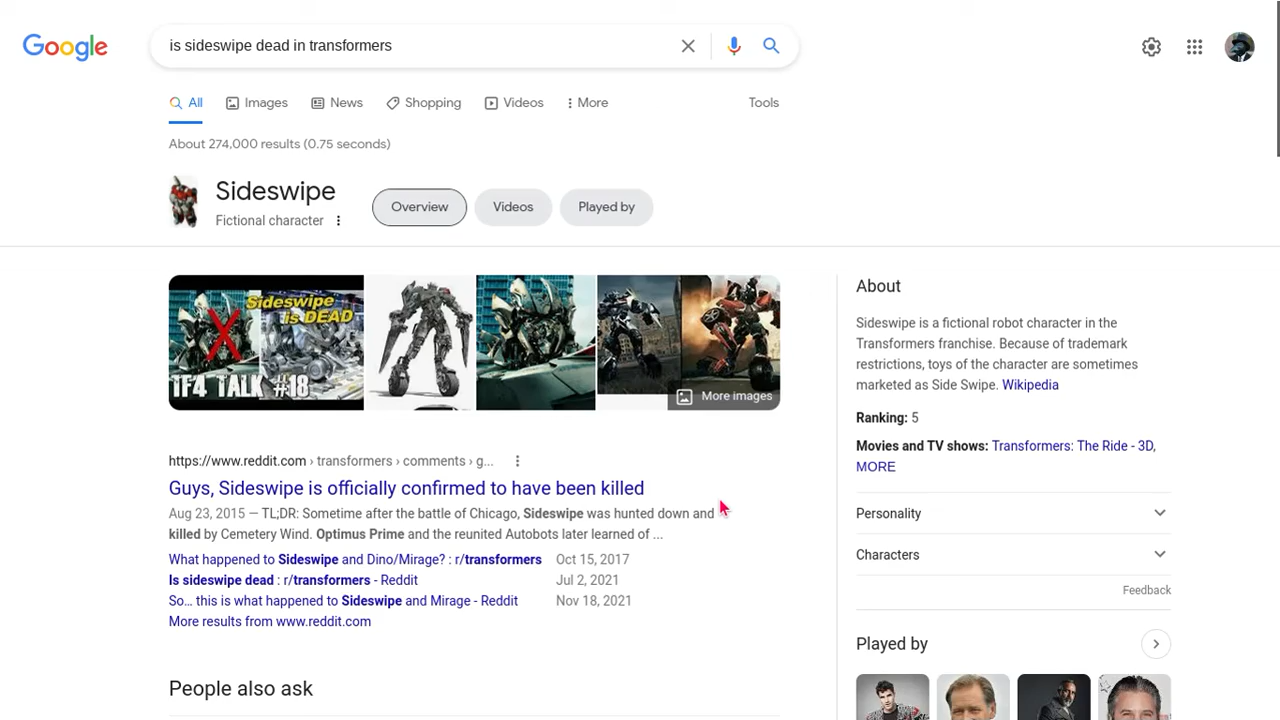 Google
is sideswipe dead in transformers
All Images News Shopping Videos More Tools
About 274,000 results (0.75 seconds)
Sideswipe
Fictional character
Overview Videos Played by
Sideswipe
is DEAD
TF4 TALK #18
More images
https://www.reddit.com › transformers › comments › g...
Guys, Sideswipe is officially confirmed to have been killed
Aug 23, 2015 — TL;DR: Sometime after the battle of Chicago, Sideswipe was hunted down and
killed by Cemetery Wind. Optimus Prime and the reunited Autobots later learned of ...
What happened to Sideswipe and Dino/Mirage? : r/transformers Oct 15, 2017
Is sideswipe dead : r/transformers - Reddit Jul 2, 2021
So... this is what happened to Sideswipe and Mirage - Reddit Nov 18, 2021
More results from www.reddit.com
People also ask
About
Sideswipe is a fictional robot character in the
Transformers franchise. Because of trademark
restrictions, toys of the character are sometimes
marketed as Side Swipe. Wikipedia
Ranking: 5
Movies and TV shows: Transformers: The Ride - 3D,
MORE
Personality
Characters
Feedback
Played by